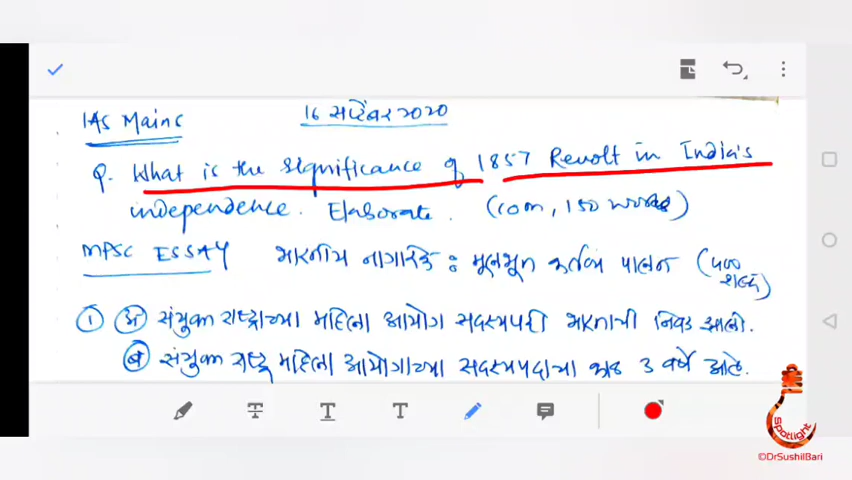 IAS Mains 16 सप्टेंबर 2020
Q. What is the significance of 1857 Revolt in India's
independence. Elaborate. (10m, 150 words)
MPSC ESSAY भारतीय नागरिक : मूलभूत कर्तव्य पालन (400
शब्द)
① अ संयुक्त राष्ट्राच्या महिला आयोग सदस्यपदी भारताची निवड झाली.
ब संयुक्त राष्ट्र महिला आयोगाच्या सदस्यपदाचा काळ 3 वर्षे आहे.
T T T
Spotlight
©DrSushilBari